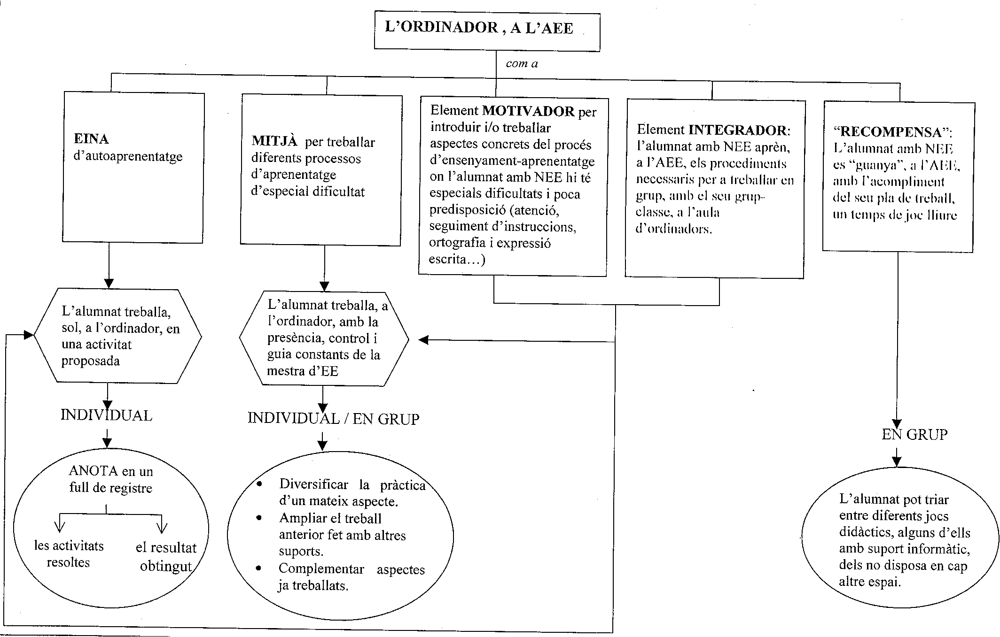 L’ORDINADOR , A L’AEE
com a
EINA
d’autoaprenentatge
MITJÀ per treballar
diferents processos
d’aprenentatge
d’especial dificultat
Element MOTIVADOR per
introduir i/o treballar
aspectes concrets del procés
d’ensenyament-aprenentatge
on l’alumnat amb NEE hi té
especials dificultats i poca
predisposició (atenció,
seguiment d’instruccions,
ortografia i expressió
escrita…)
Element INTEGRADOR:
l’alumnat amb NEE aprèn,
a l’AEE, els procediments
necessaris per a treballar en
grup, amb el seu grup-
classe, a l’aula
d’ordinadors.
“RECOMPENSA”:
L’alumnat amb NEE
es “guanya”, a l’AEE,
amb l’acompliment
del seu pla de treball,
un temps de joc lliure
L’alumnat treballa,
sol, a l’ordinador, en
una activitat
proposada
L’alumnat treballa, a
l’ordinador, amb la
presència, control i
guia constants de la
mestra d’EE
INDIVIDUAL
INDIVIDUAL / EN GRUP
EN GRUP
ANOTA en un
full de registre
les activitats
resoltes
el resultat
obtingut
• Diversificar la pràctica
d’un mateix aspecte.
• Ampliar el treball
anterior fet amb altres
suports.
• Complementar aspectes
ja treballats.
L’alumnat pot triar
entre diferents jocs
didàctics, alguns d’ells
amb suport informàtic,
dels no disposa en cap
altre espai.